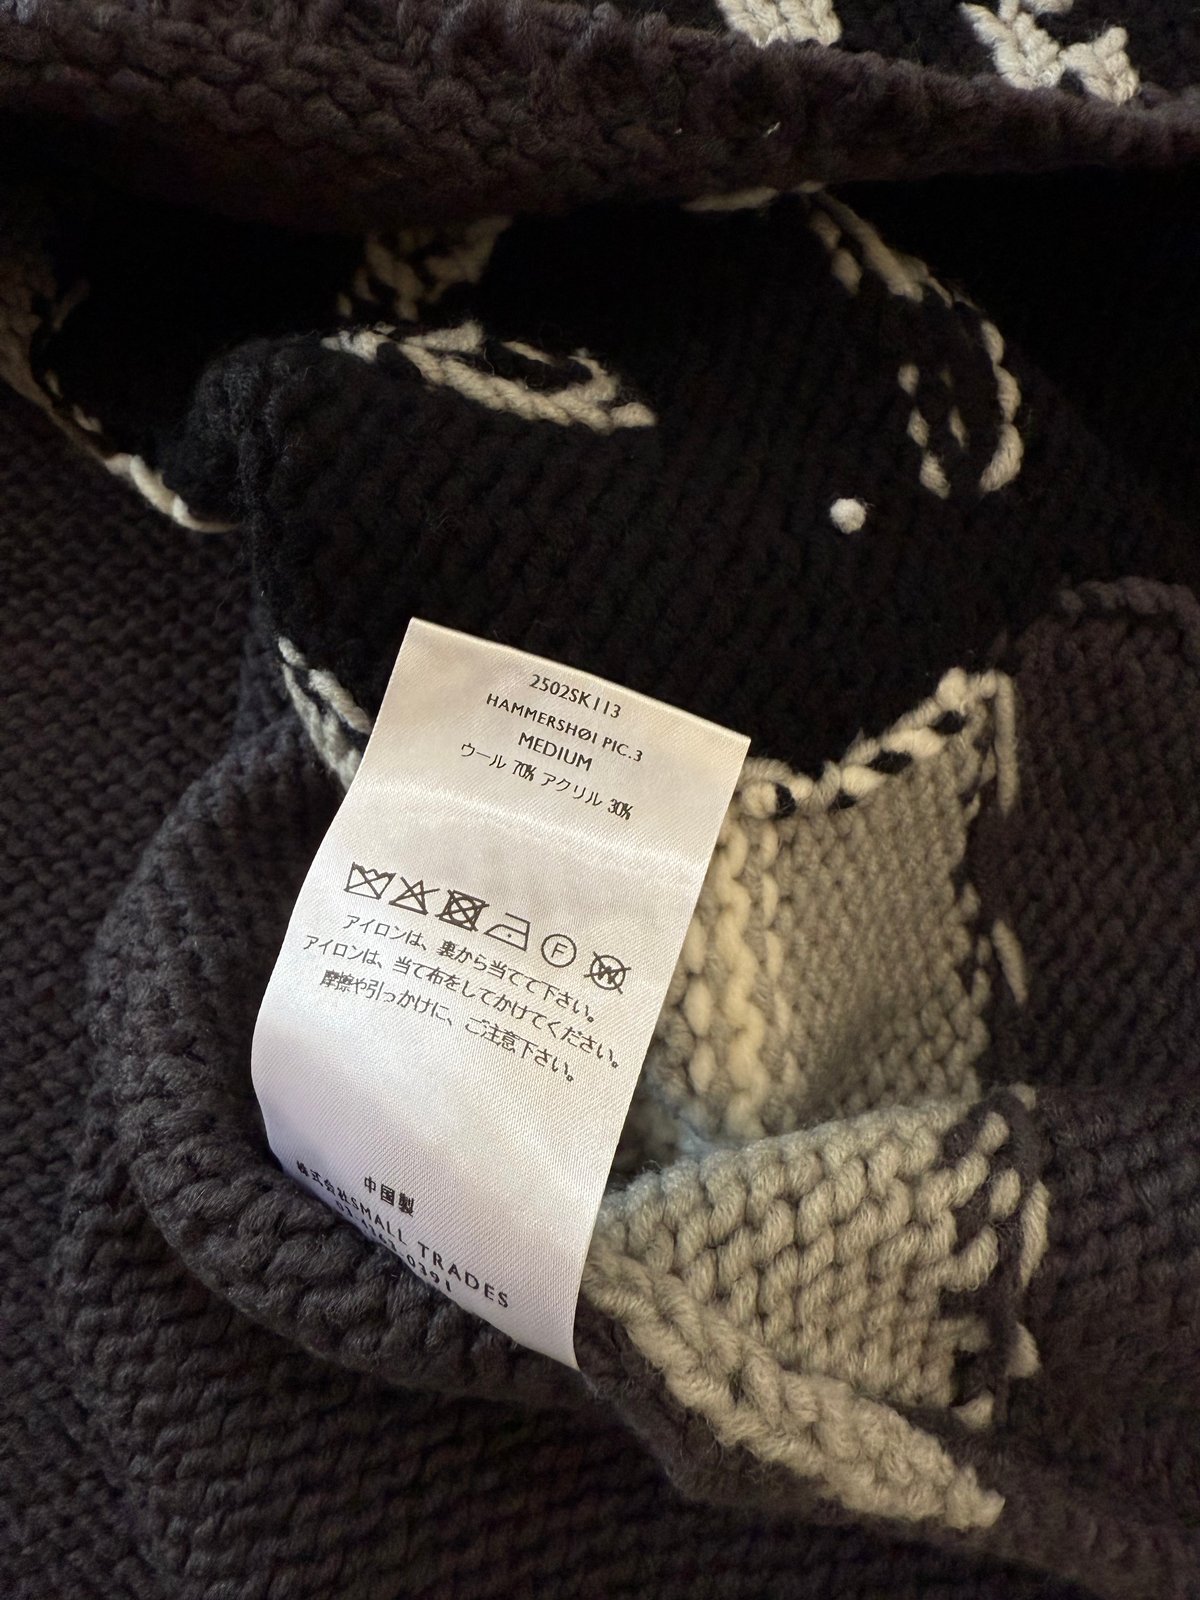 2502SK113
HAMMERSHØI PIC.3
MEDIUM
ウール 70% アクリル 30%
F W
アイロンは、裏から当てて下さい。
アイロンは、当て布をしてかけてください。
摩擦や引っかけに、ご注意下さい。
中国製
株式会社SMALL TRADES
03-4363-0391